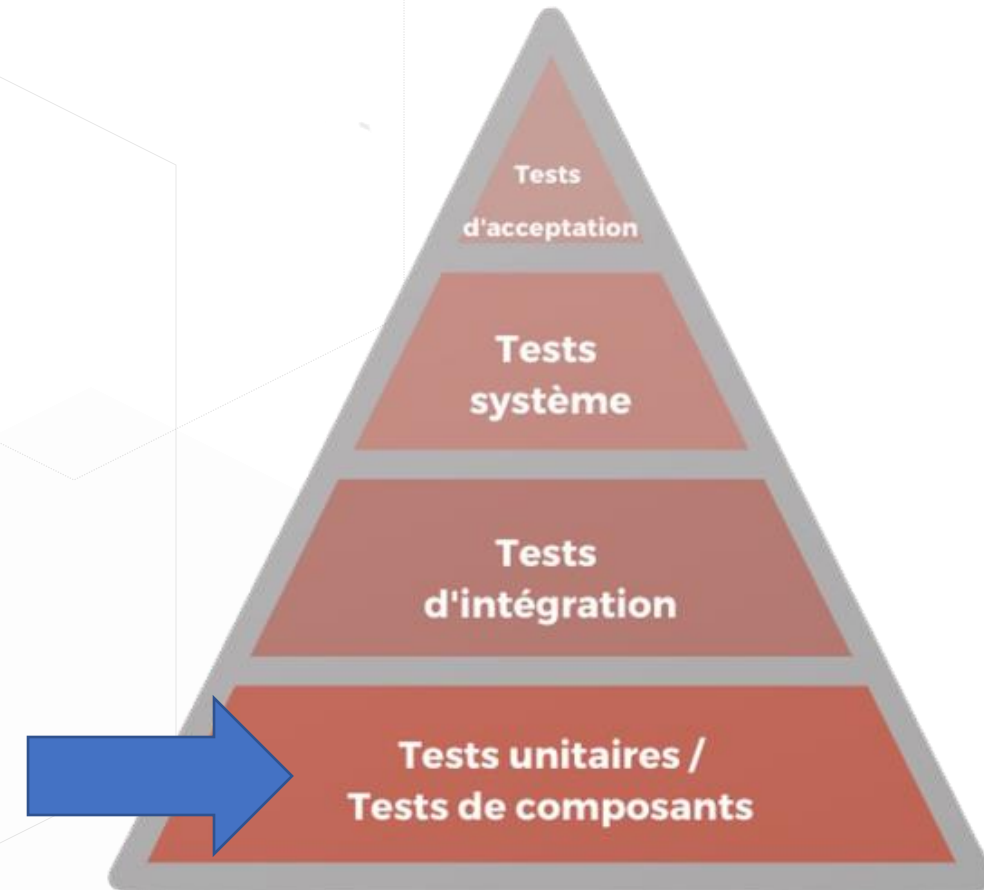 Tests
d'acceptation
Tests
système
Tests
d'intégration
Tests unitaires /
Tests de composants